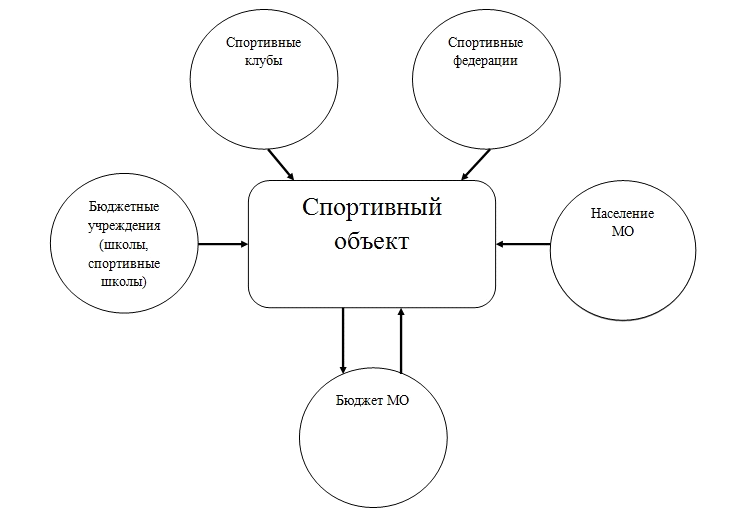 Спортивные
клубы
Спортивные
федерации
Бюджетные
учреждения
(школы,
спортивные
школы)
Спортивный
объект
Население
МО
Бюджет МО